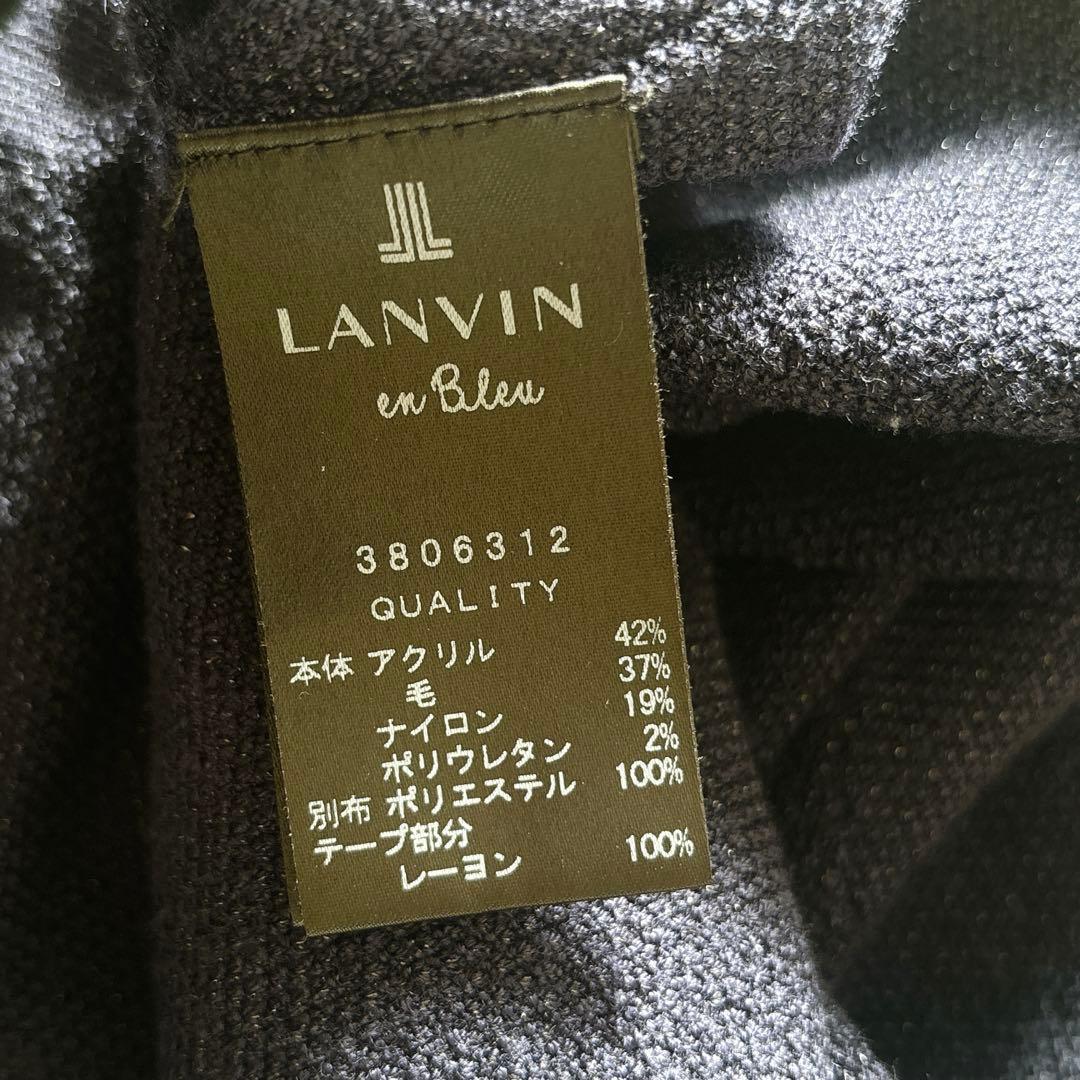 LANVIN
en Bleu
3806312
QUALITY
本体 アクリル 42%
毛 37%
ナイロン 19%
ポリウレタン 2%
別布 ポリエステル 100%
テープ部分
レーヨン 100%